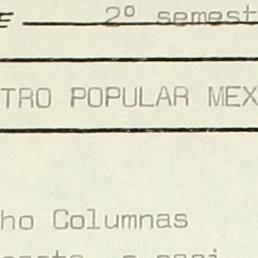 2º semest
TRO POPULAR MEX
ho Columnas